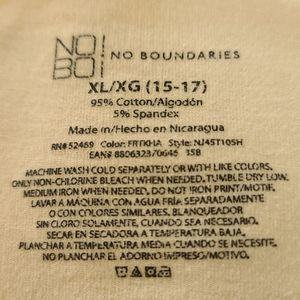 NO!
BO!
NO BOUNDARIES
XL/XG (15-17)
95% Cotton/Algodón
5% Spandex
Made in/Hecho en Nicaragua
RN# 52469 Color: FRTKHA Style: NJ45T105H
EAN# 35B
MACHINE WASH COLD SEPARATELY OR WITH LIKE COLORS.
ONLY NON-CHLORINE BLEACH WHEN NEEDED. TUMBLE DRY LOW.
MEDIUM IRON WHEN NEEDED, DO NOT IRON PRINT/MOTIF.
LAVAR A MÁQUINA CON AGUA FRÍA SEPARADAMENTE
O CON COLORES SIMILARES. BLANQUEADOR
SIN CLORO SOLAMENTE, CUANDO SEA NECESARIO.
SECAR EN SECADORA A TEMPERATURA BAJA.
PLANCHAR A TEMPERATURA MEDIA CUANDO SE NECESITE.
NO PLANCHAR EL ADORNO IMPRESO/MOTIVO.